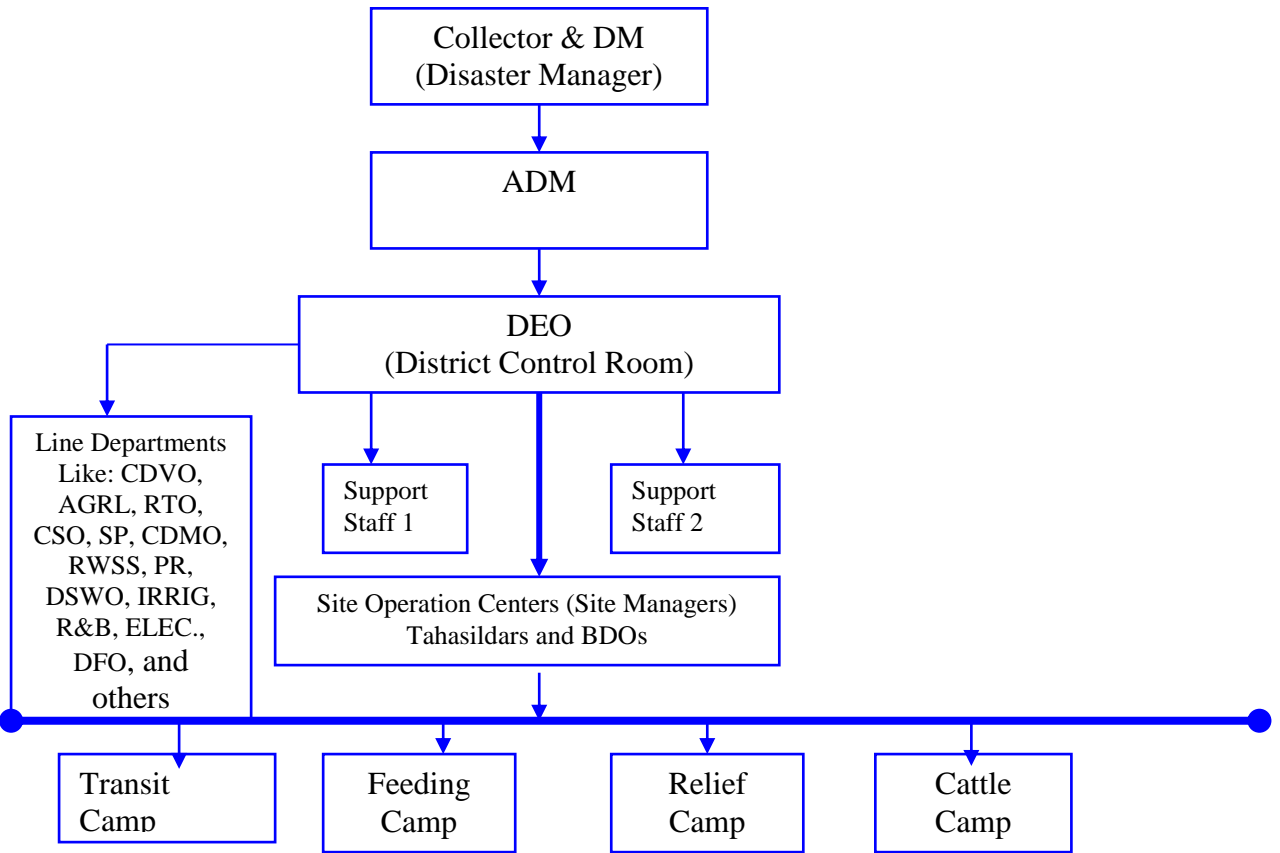 Collector & DM
(Disaster Manager)
ADM
DEO
(District Control Room)
Line Departments
Like: CDVO,
AGRL, RTO,
CSO, SP, CDMO,
RWSS, PR,
DSWO, IRRIG,
R&B, ELEC.,
DFO, and
others
Support
Staff 1
Support
Staff 2
Site Operation Centers (Site Managers)
Tahasildars and BDOs
Transit
Camp
Feeding
Camp
Relief
Camp
Cattle
Camp